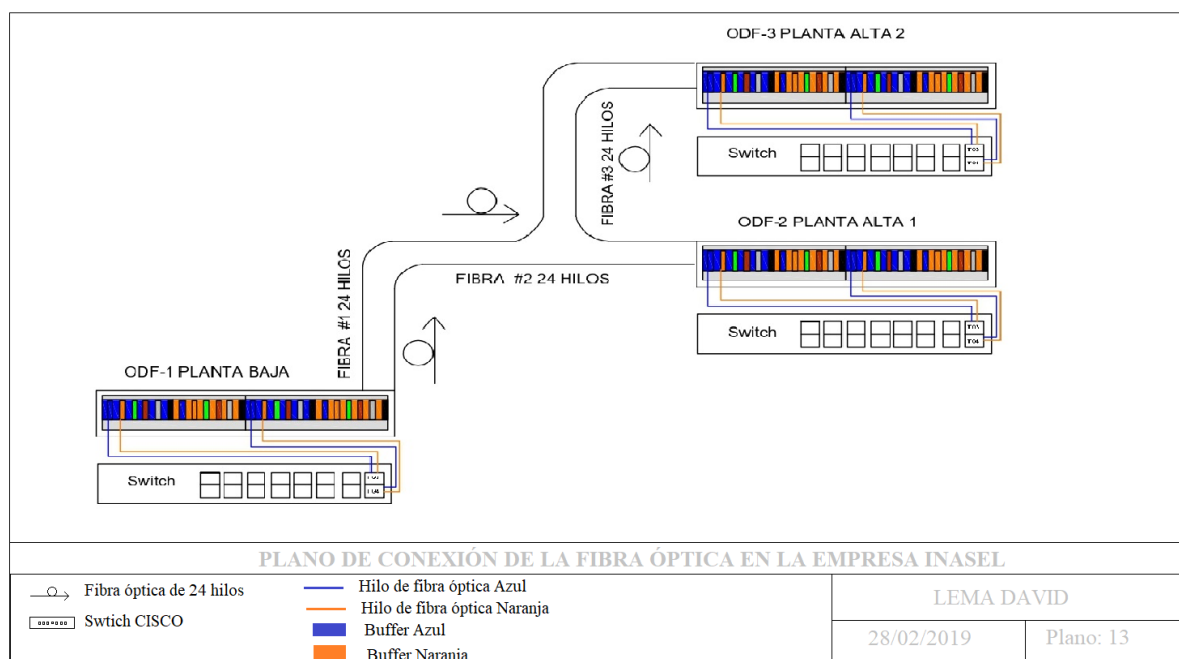 ODF-3 PLANTA ALTA 2
Switch
FIBRA #3 24 HILOS
ODF-2 PLANTA ALTA 1
FIBRA #2 24 HILOS
Switch
FIBRA #1 24 HILOS
ODF-1 PLANTA BAJA
Switch
PLANO DE CONEXIÓN DE LA FIBRA ÓPTICA EN LA EMPRESA INASEL
Fibra óptica de 24 hilos
Swtich CISCO
Hilo de fibra óptica Azul
Hilo de fibra óptica Naranja
Buffer Azul
Buffer Naranja
LEMA DAVID
28/02/2019
Plano: 13